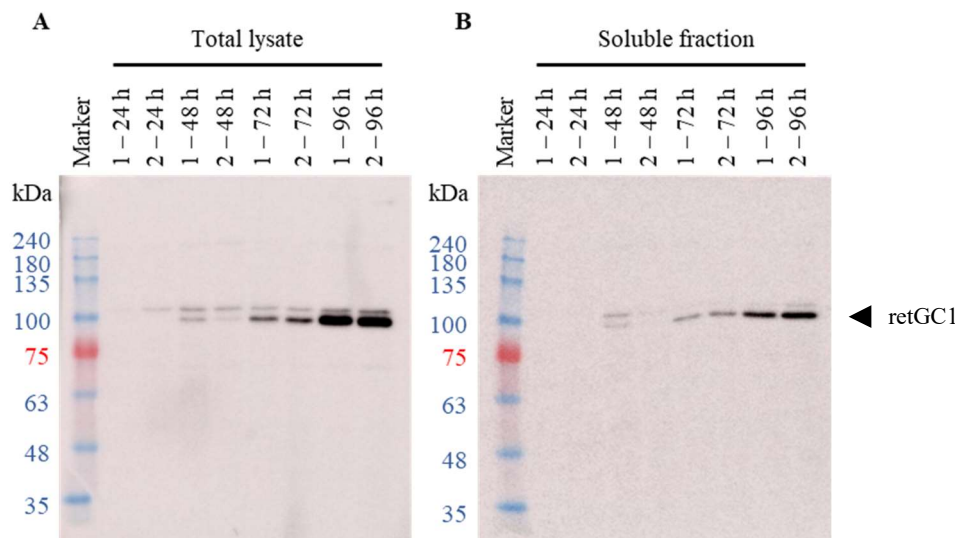 A
Total lysate
Marker
1 – 24 h
2 – 24 h
1 – 48 h
2 – 48 h
1 – 72 h
2 – 72 h
1 – 96 h
2 – 96 h
kDa
240
180
135
100
75
63
48
35
B
Soluble fraction
Marker
1 – 24 h
2 – 24 h
1 – 48 h
2 – 48 h
1 – 72 h
2 – 72 h
1 – 96 h
2 – 96 h
kDa
240
180
135
100
75
63
48
35
retGC1